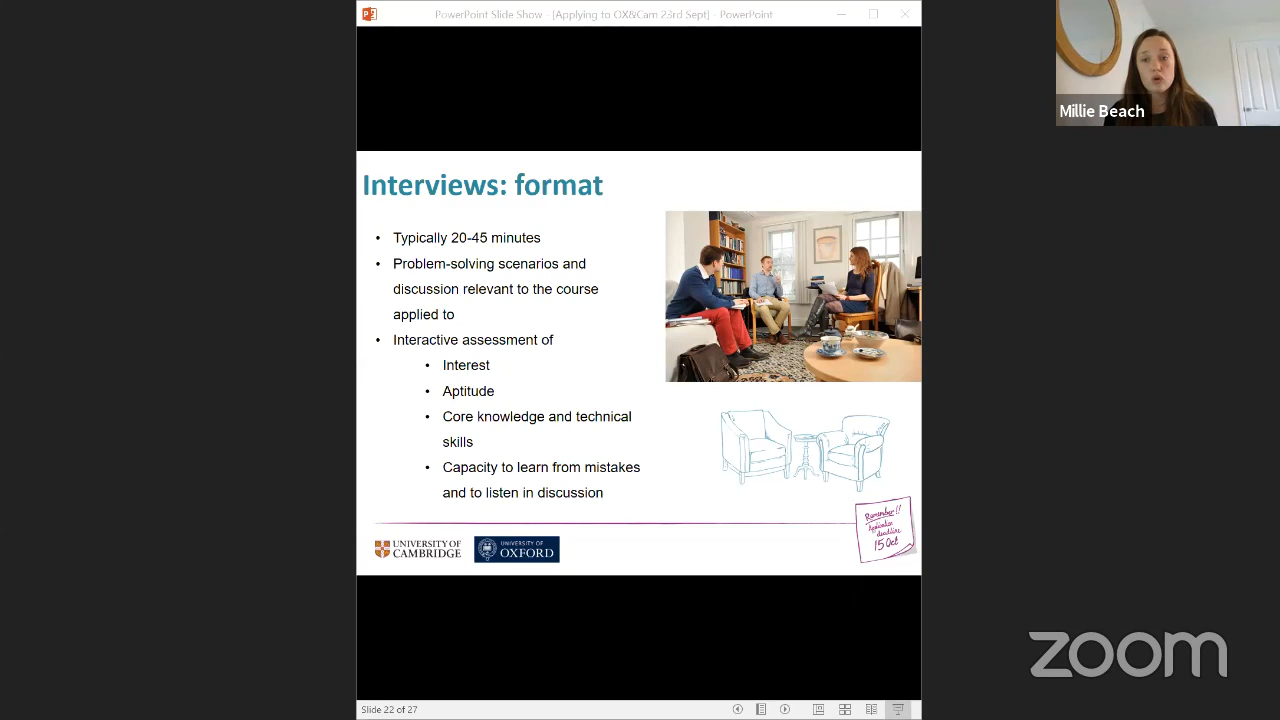 PowerPoint Slide Show - [Applying to OX&Cam 23rd Sept] - PowerPoint
Millie Beach
Interviews: format
• Typically 20-45 minutes
• Problem-solving scenarios and
discussion relevant to the course
applied to
• Interactive assessment of
• Interest
• Aptitude
• Core knowledge and technical
skills
• Capacity to learn from mistakes
and to listen in discussion
Remember!!
Application
deadline
15 Oct
UNIVERSITY OF
CAMBRIDGE
UNIVERSITY OF
OXFORD
zoom
Slide 22 of 27